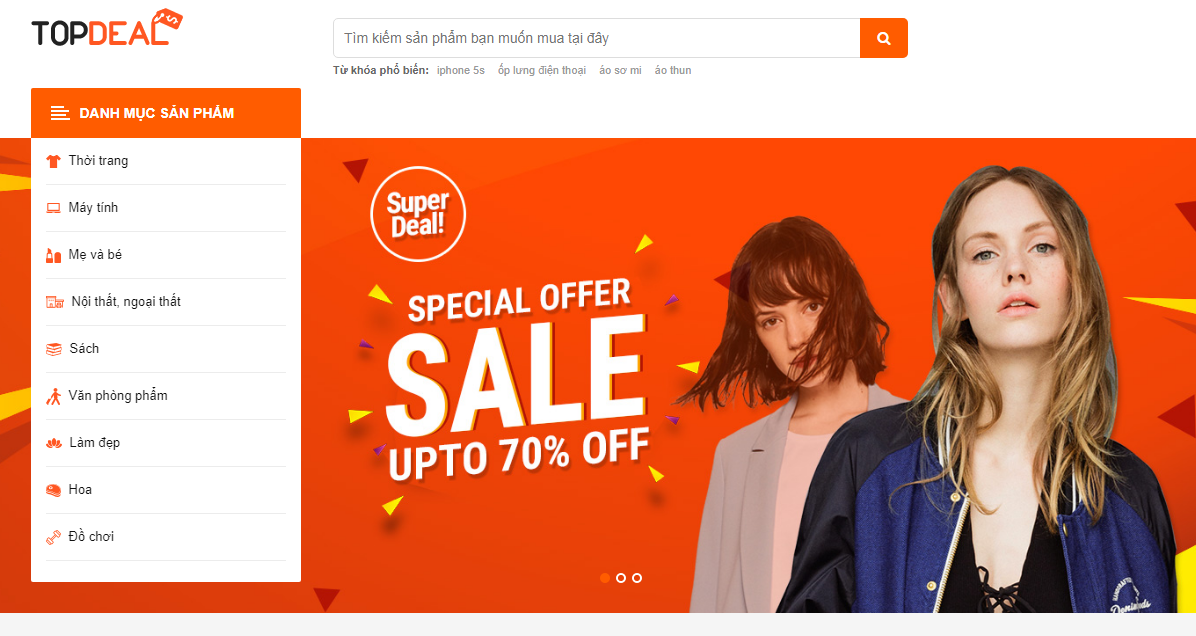 TOPDEAL
Tìm kiếm sản phẩm bạn muốn mua tại đây
Từ khóa phổ biến: iphone 5s ốp lưng điện thoại áo sơ mi áo thun
DANH MỤC SẢN PHẨM
Thời trang
Máy tính
Mẹ và bé
Nội thất, ngoại thất
Sách
Văn phòng phẩm
Làm đẹp
Hoa
Đồ chơi
Super
Deal!
SPECIAL OFFER
SALE
UPTO 70% OFF